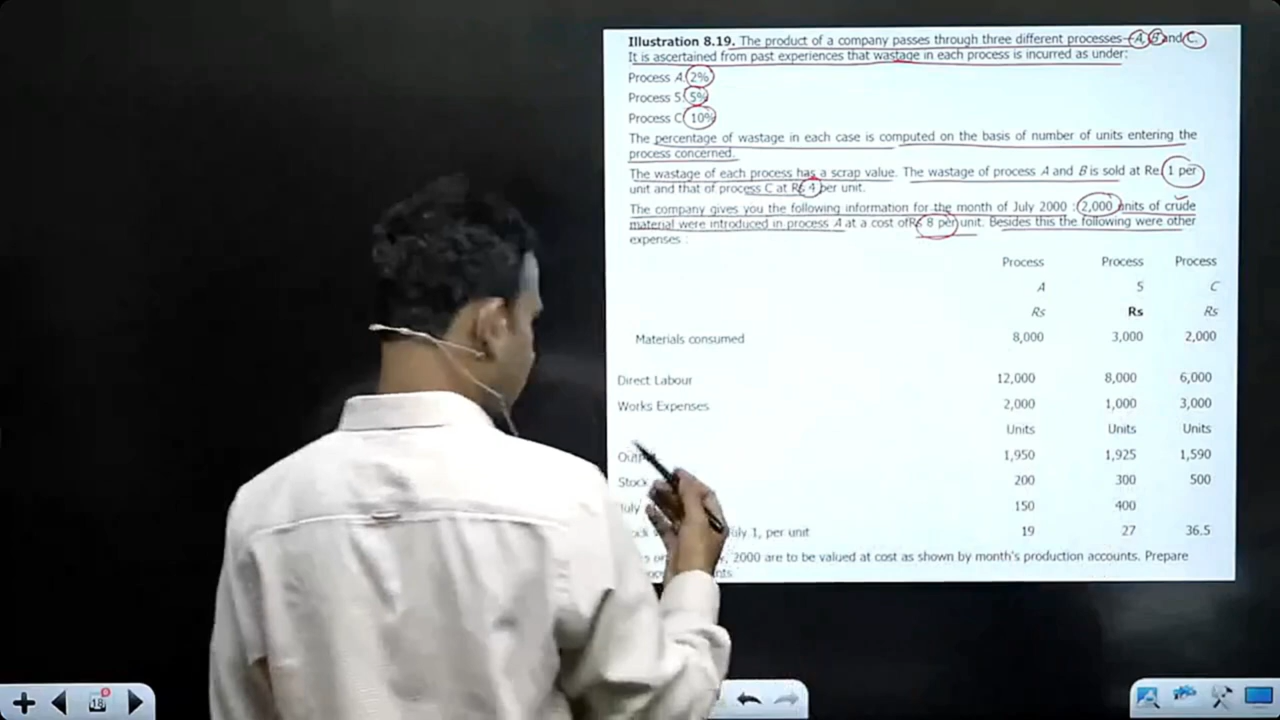 Illustration 8.19. The product of a company passes through three different processes—A, B and C.
It is ascertained from past experiences that wastage in each process is incurred as under:
Process A 2%
Process 5: 5%
Process C 10%
The percentage of wastage in each case is computed on the basis of number of units entering the
process concerned.
The wastage of each process has a scrap value. The wastage of process A and B is sold at Re. 1 per
unit and that of process C at Rs 4 per unit.
The company gives you the following information for the month of July 2000 : 2,000 units of crude
material were introduced in process A at a cost ofRs 8 per unit. Besides this the following were other
expenses :
Process Process Process
A 5 C
Rs Rs Rs
Materials consumed 8,000 3,000 2,000
Direct Labour 12,000 8,000 6,000
Works Expenses 2,000 1,000 3,000
Units Units Units
1,950 1,925 1,590
Stock 200 300 500
150 400
July 1, per unit 19 27 36.5
2000 are to be valued at cost as shown by month's production accounts. Prepare
18